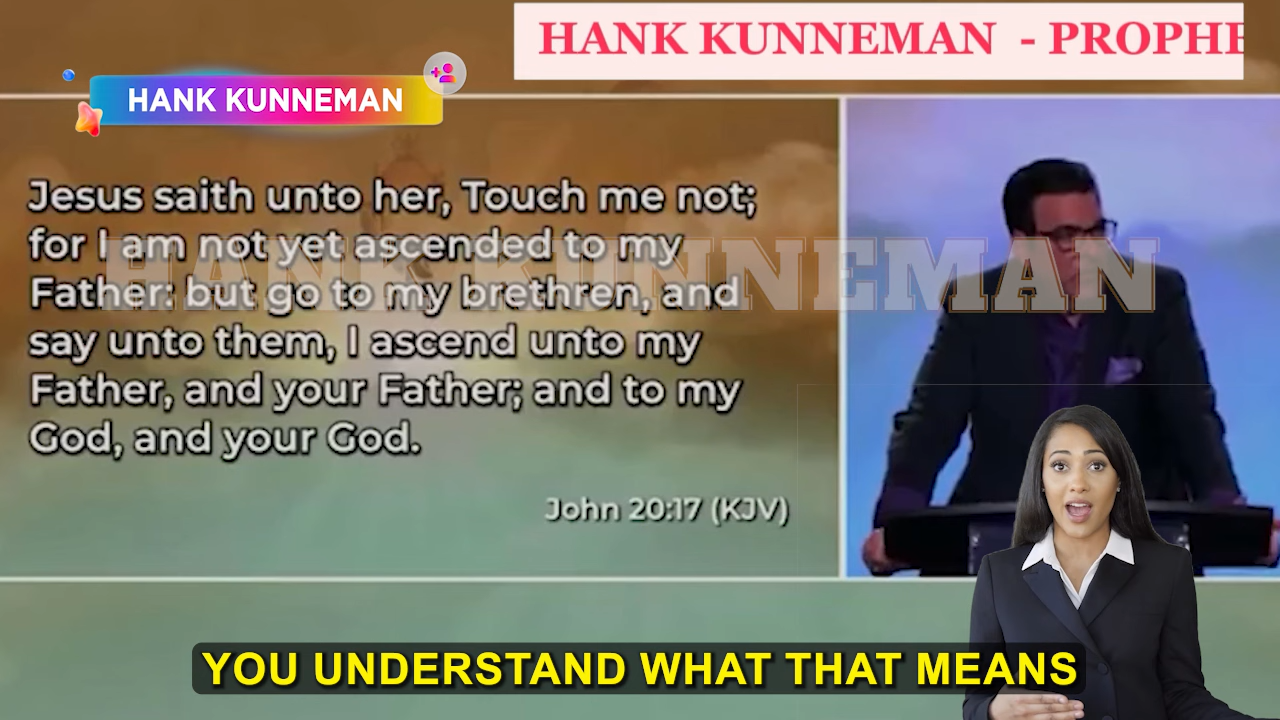 HANK KUNNEMAN - PROPHE
HANK KUNNEMAN
Jesus saith unto her, Touch me not;
for I am not yet ascended to my
HANK KUNNEMAN
Father: but go to my brethren, and
say unto them, I ascend unto my
Father, and your Father; and to my
God, and your God.
John 20:17 (KJV)
YOU UNDERSTAND WHAT THAT MEANS